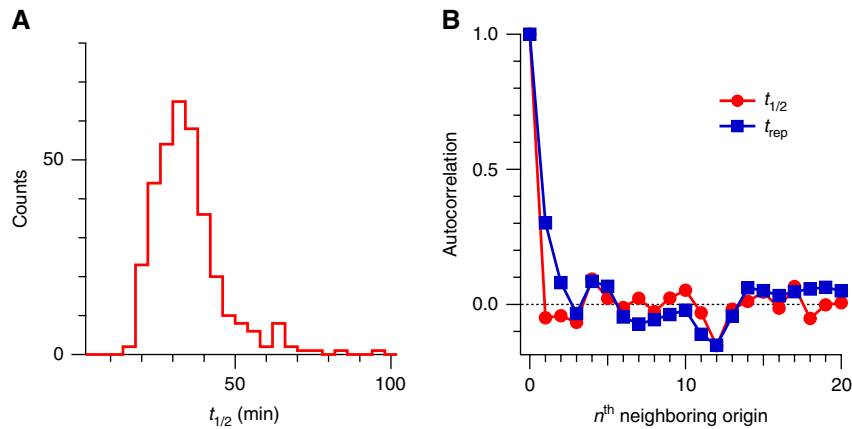 A
Counts
50
0
50
100
t1/2 (min)
B
1.0
0.5
0.0
Autocorrelation
t1/2
trep
0
10
20
nth neighboring origin